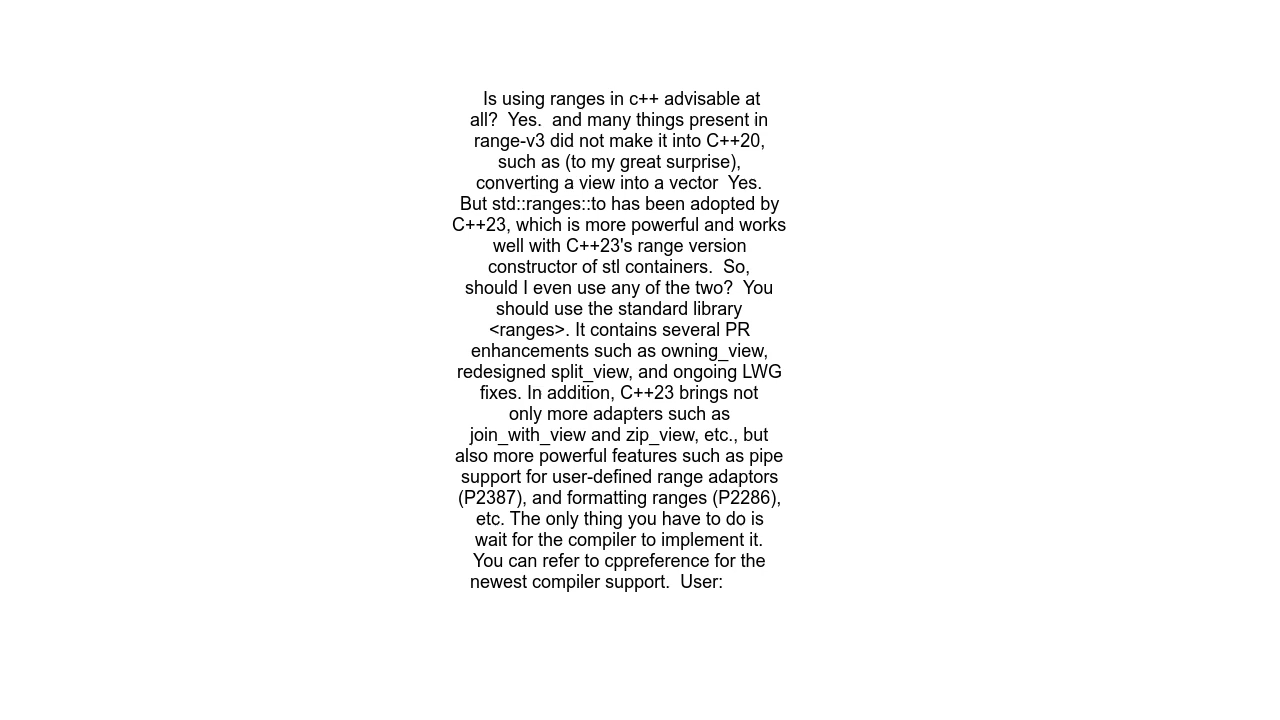 Is using ranges in c++ advisable at
all?  Yes.  and many things present in
range-v3 did not make it into C++20,
such as (to my great surprise),
converting a view into a vector  Yes.
But std::ranges::to has been adopted by
C++23, which is more powerful and works
well with C++23's range version
constructor of stl containers.  So,
should I even use any of the two?  You
should use the standard library
<ranges>. It contains several PR
enhancements such as owning_view,
redesigned split_view, and ongoing LWG
fixes. In addition, C++23 brings not
only more adapters such as
join_with_view and zip_view, etc., but
also more powerful features such as pipe
support for user-defined range adaptors
(P2387), and formatting ranges (P2286),
etc. The only thing you have to do is
wait for the compiler to implement it.
You can refer to cppreference for the
newest compiler support.  User: